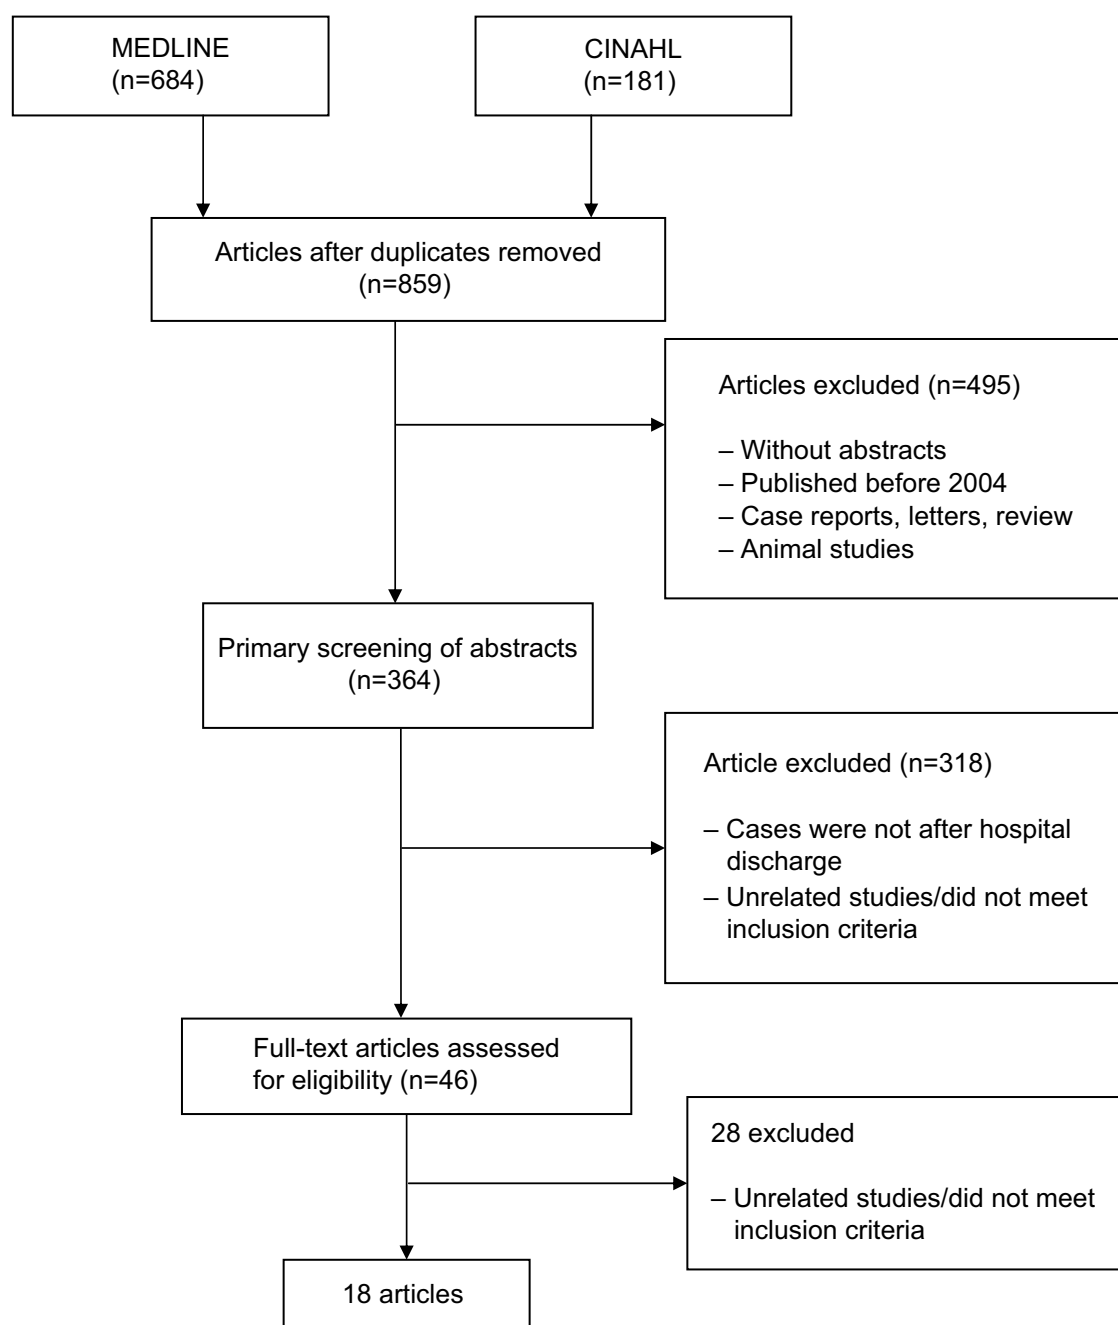 MEDLINE
(n=684)
CINAHL
(n=181)
Articles after duplicates removed
(n=859)
Articles excluded (n=495)
– Without abstracts
– Published before 2004
– Case reports, letters, review
– Animal studies
Primary screening of abstracts
(n=364)
Article excluded (n=318)
– Cases were not after hospital
discharge
– Unrelated studies/did not meet
inclusion criteria
Full-text articles assessed
for eligibility (n=46)
28 excluded
– Unrelated studies/did not meet
inclusion criteria
18 articles